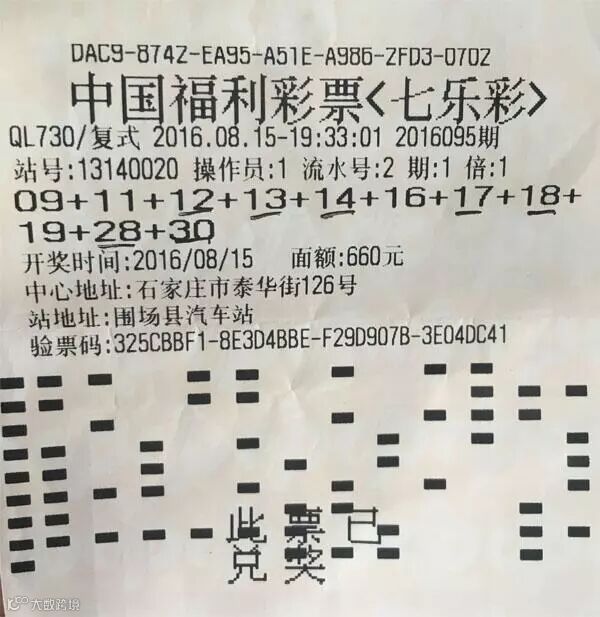 DAC9-874Z-EA95-A51E-A986-ZFD3-070Z
中国福利彩票<七乐彩>
QL730/复式 2016.08.15-19:33:01 2016095期
站号:13140020 操作员:1 流水号:2 期:1 倍:1
09+11+12+13+14+16+17+18+
19+28+30
开奖时间:2016/08/15 面额:660元
中心地址:石家庄市泰华街126号
站地址:围场县汽车站
验票码:325CBBF1-8E3D4BBE-F29D907B-3E04DC41
此票已
兑奖
大数跨境